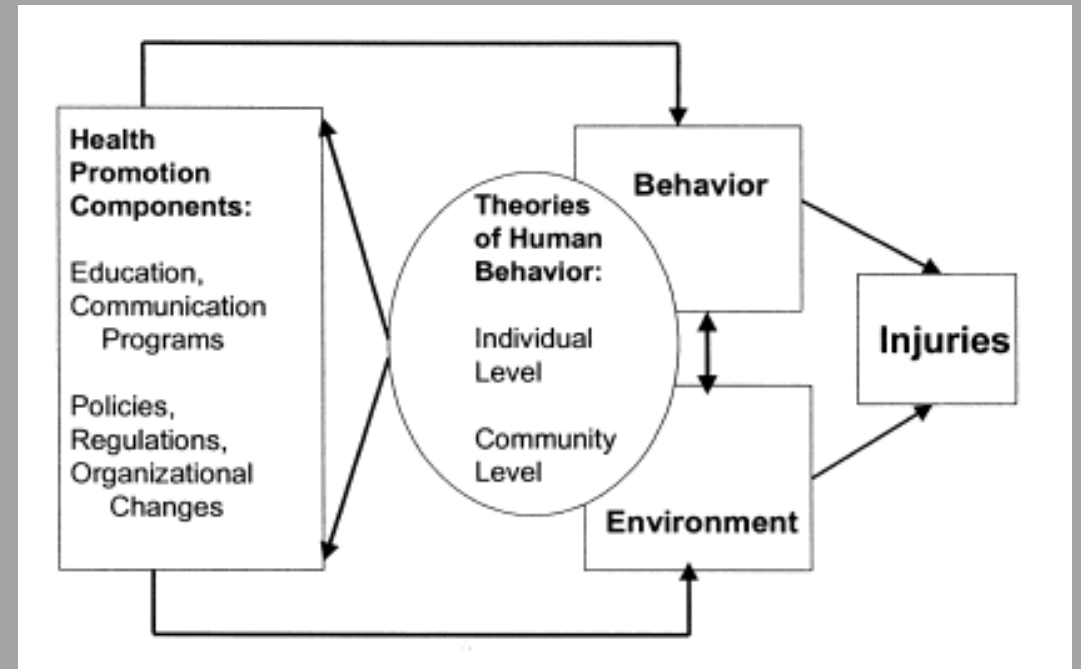 Health
Promotion
Components:
Education,
Communication
Programs
Policies,
Regulations,
Organizational
Changes
Theories
of Human
Behavior:
Individual
Level
Community
Level
Behavior
Environment
Injuries